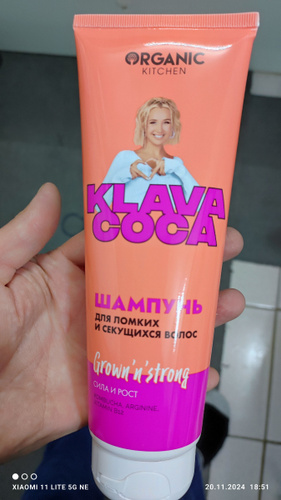 ORGANIC
KITCHEN
KLAVA
COCA
ШАМПУНЬ
ДЛЯ ЛОМКИХ
И СЕКУЩИХСЯ ВОЛОС
Grown'n'strong
СИЛА И РОСТ
ARGININE
XIAOMI 11 LITE 5G NE
20.11.2024 18:51